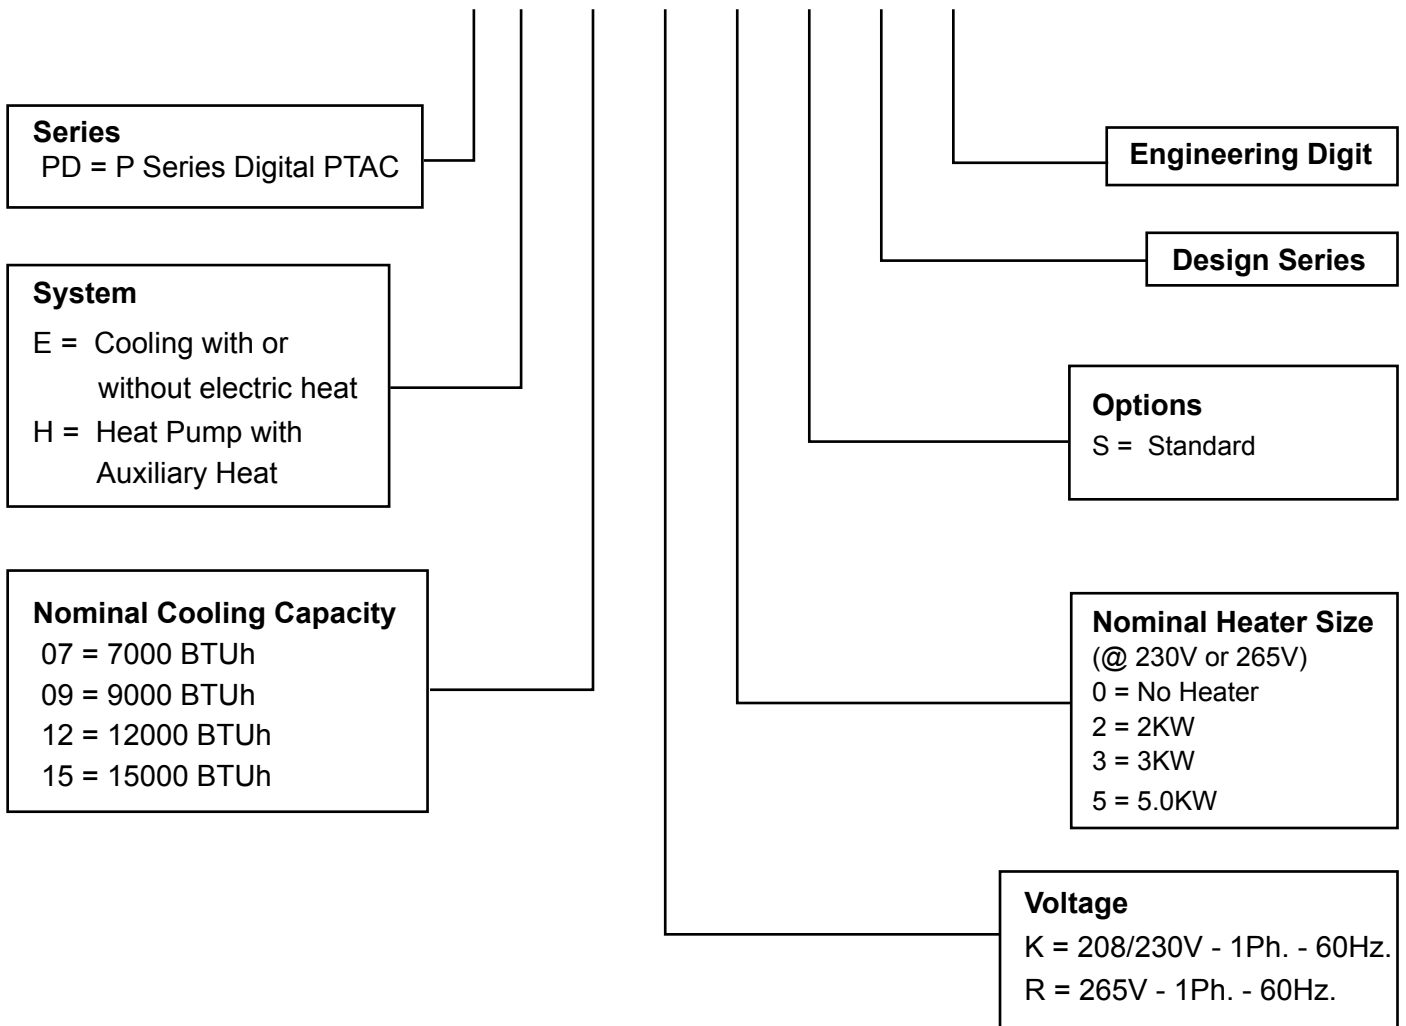 Series
PD = P Series Digital PTAC
System
E = Cooling with or
without electric heat
H = Heat Pump with
Auxiliary Heat
Nominal Cooling Capacity
07 = 7000 BTUh
09 = 9000 BTUh
12 = 12000 BTUh
15 = 15000 BTUh
Engineering Digit
Design Series
Options
S = Standard
Nominal Heater Size
(@ 230V or 265V)
0 = No Heater
2 = 2KW
3 = 3KW
5 = 5.0KW
Voltage
K = 208/230V - 1Ph. - 60Hz.
R = 265V - 1Ph. - 60Hz.